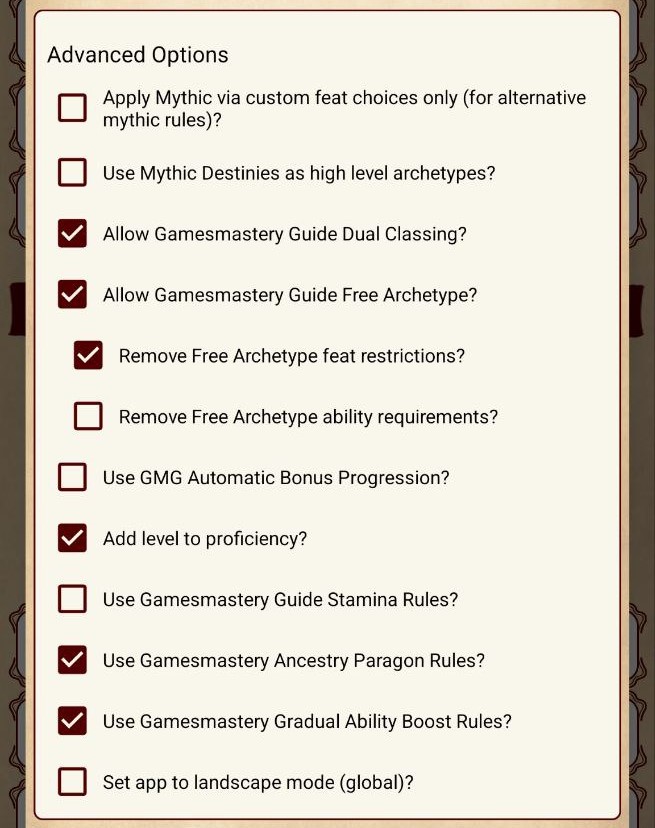 Advanced Options
Apply Mythic via custom feat choices only (for alternative
mythic rules)?
Use Mythic Destinies as high level archetypes?
Allow Gamesmastery Guide Dual Classing?
Allow Gamesmastery Guide Free Archetype?
Remove Free Archetype feat restrictions?
Remove Free Archetype ability requirements?
Use GMG Automatic Bonus Progression?
Add level to proficiency?
Use Gamesmastery Guide Stamina Rules?
Use Gamesmastery Ancestry Paragon Rules?
Use Gamesmastery Gradual Ability Boost Rules?
Set app to landscape mode (global)?